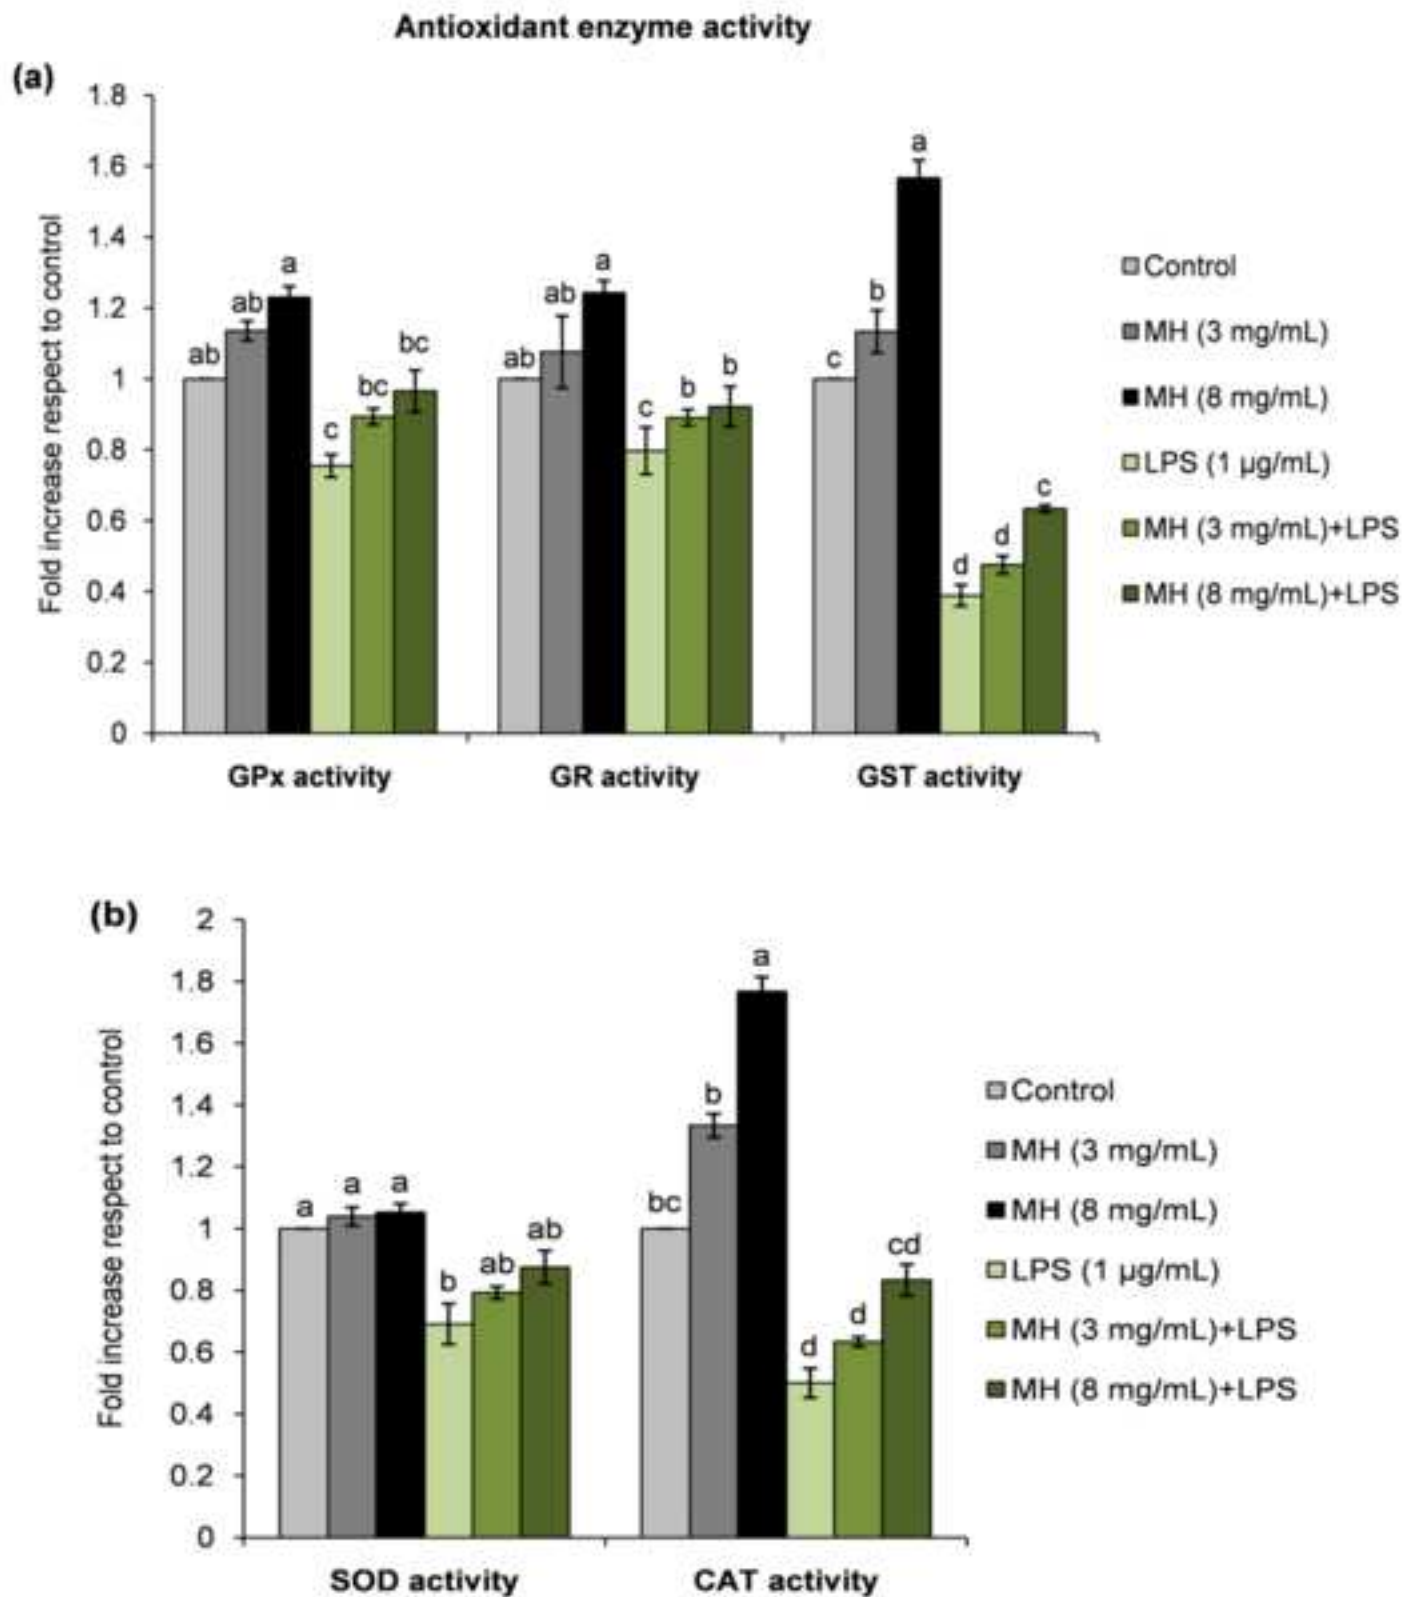 Antioxidant enzyme activity
(a)
Fold increase respect to control
1.8
1.6
1.4
1.2
1
0.8
0.6
0.4
0.2
0
ab
ab
a
c
bc
bc
ab
ab
a
c
b
b
c
b
a
d
d
c
GPx activity
GR activity
GST activity
Control
MH (3 mg/mL)
MH (8 mg/mL)
LPS (1 µg/mL)
MH (3 mg/mL)+LPS
MH (8 mg/mL)+LPS
(b)
Fold increase respect to control
2
1.8
1.6
1.4
1.2
1
0.8
0.6
0.4
0.2
0
a
a
a
b
ab
ab
bc
b
a
d
d
cd
SOD activity
CAT activity
Control
MH (3 mg/mL)
MH (8 mg/mL)
LPS (1 µg/mL)
MH (3 mg/mL)+LPS
MH (8 mg/mL)+LPS